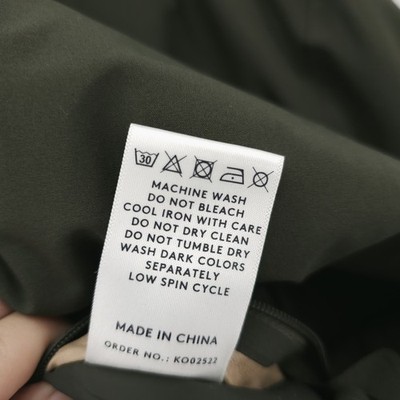 30
MACHINE WASH
DO NOT BLEACH
COOL IRON WITH CARE
DO NOT DRY CLEAN
DO NOT TUMBLE DRY
WASH DARK COLORS
SEPARATELY
LOW SPIN CYCLE
MADE IN CHINA
ORDER NO.: KO02522